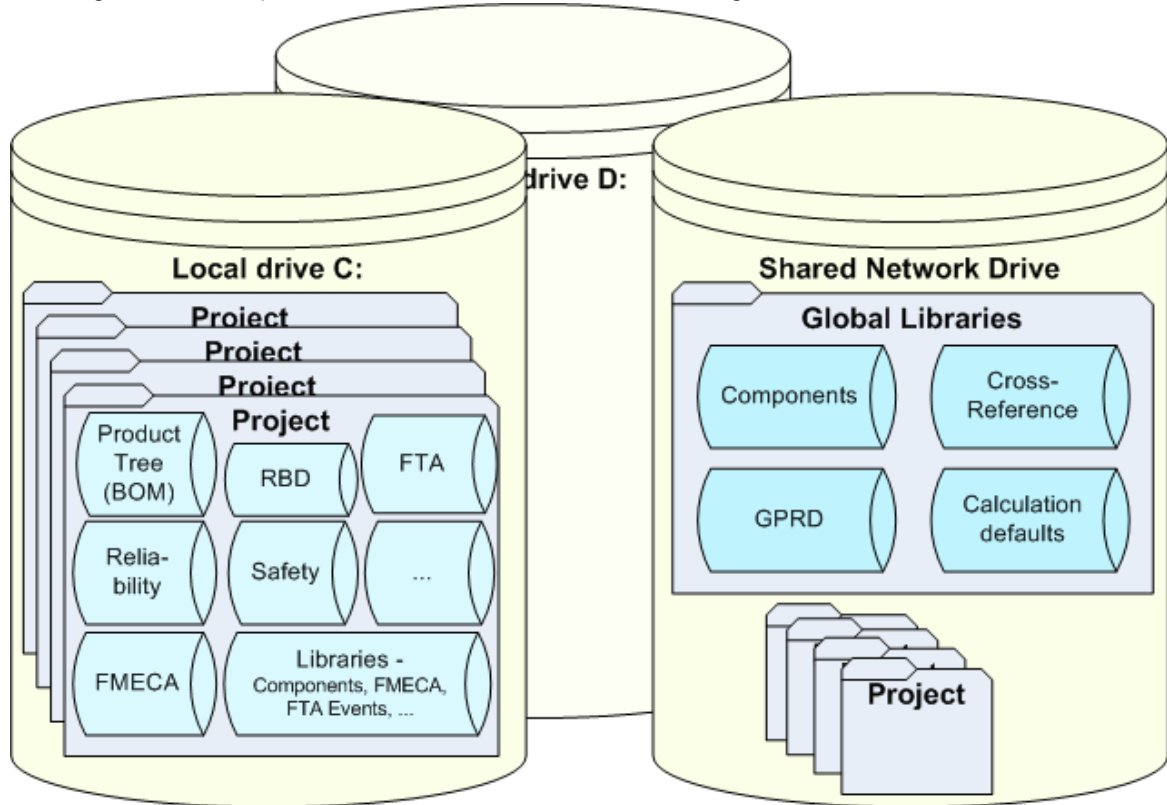 drive D:
Local drive C:
Project
Project
Project
Project
Product
Tree
(BOM)
RBD
FTA
Relia-
bility
Safety
...
FMECA
Libraries -
Components, FMECA,
FTA Events, ...
Shared Network Drive
Global Libraries
Components
Cross-
Reference
GPRD
Calculation
defaults
Project